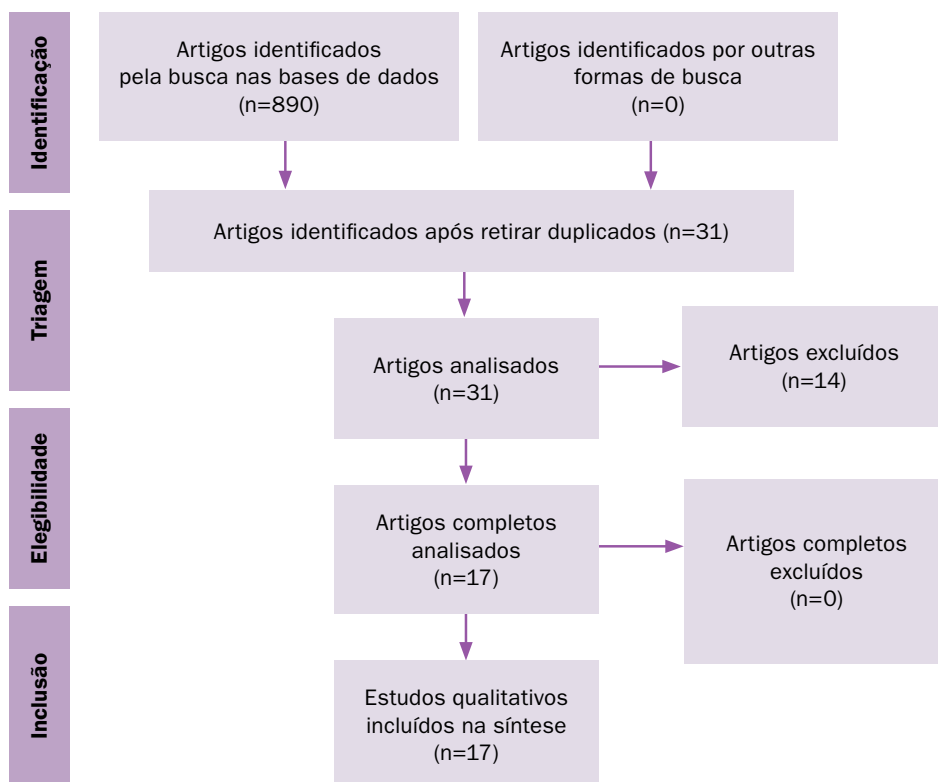 Identificação
Artigos identificados
pela busca nas bases de dados
(n=890)
Artigos identificados por outras
formas de busca
(n=0)
Triagem
Artigos identificados após retirar duplicados (n=31)
Artigos analisados
(n=31)
Artigos excluídos
(n=14)
Elegibilidade
Artigos completos
analisados
(n=17)
Artigos completos
excluídos
(n=0)
Inclusão
Estudos qualitativos
incluídos na síntese
(n=17)